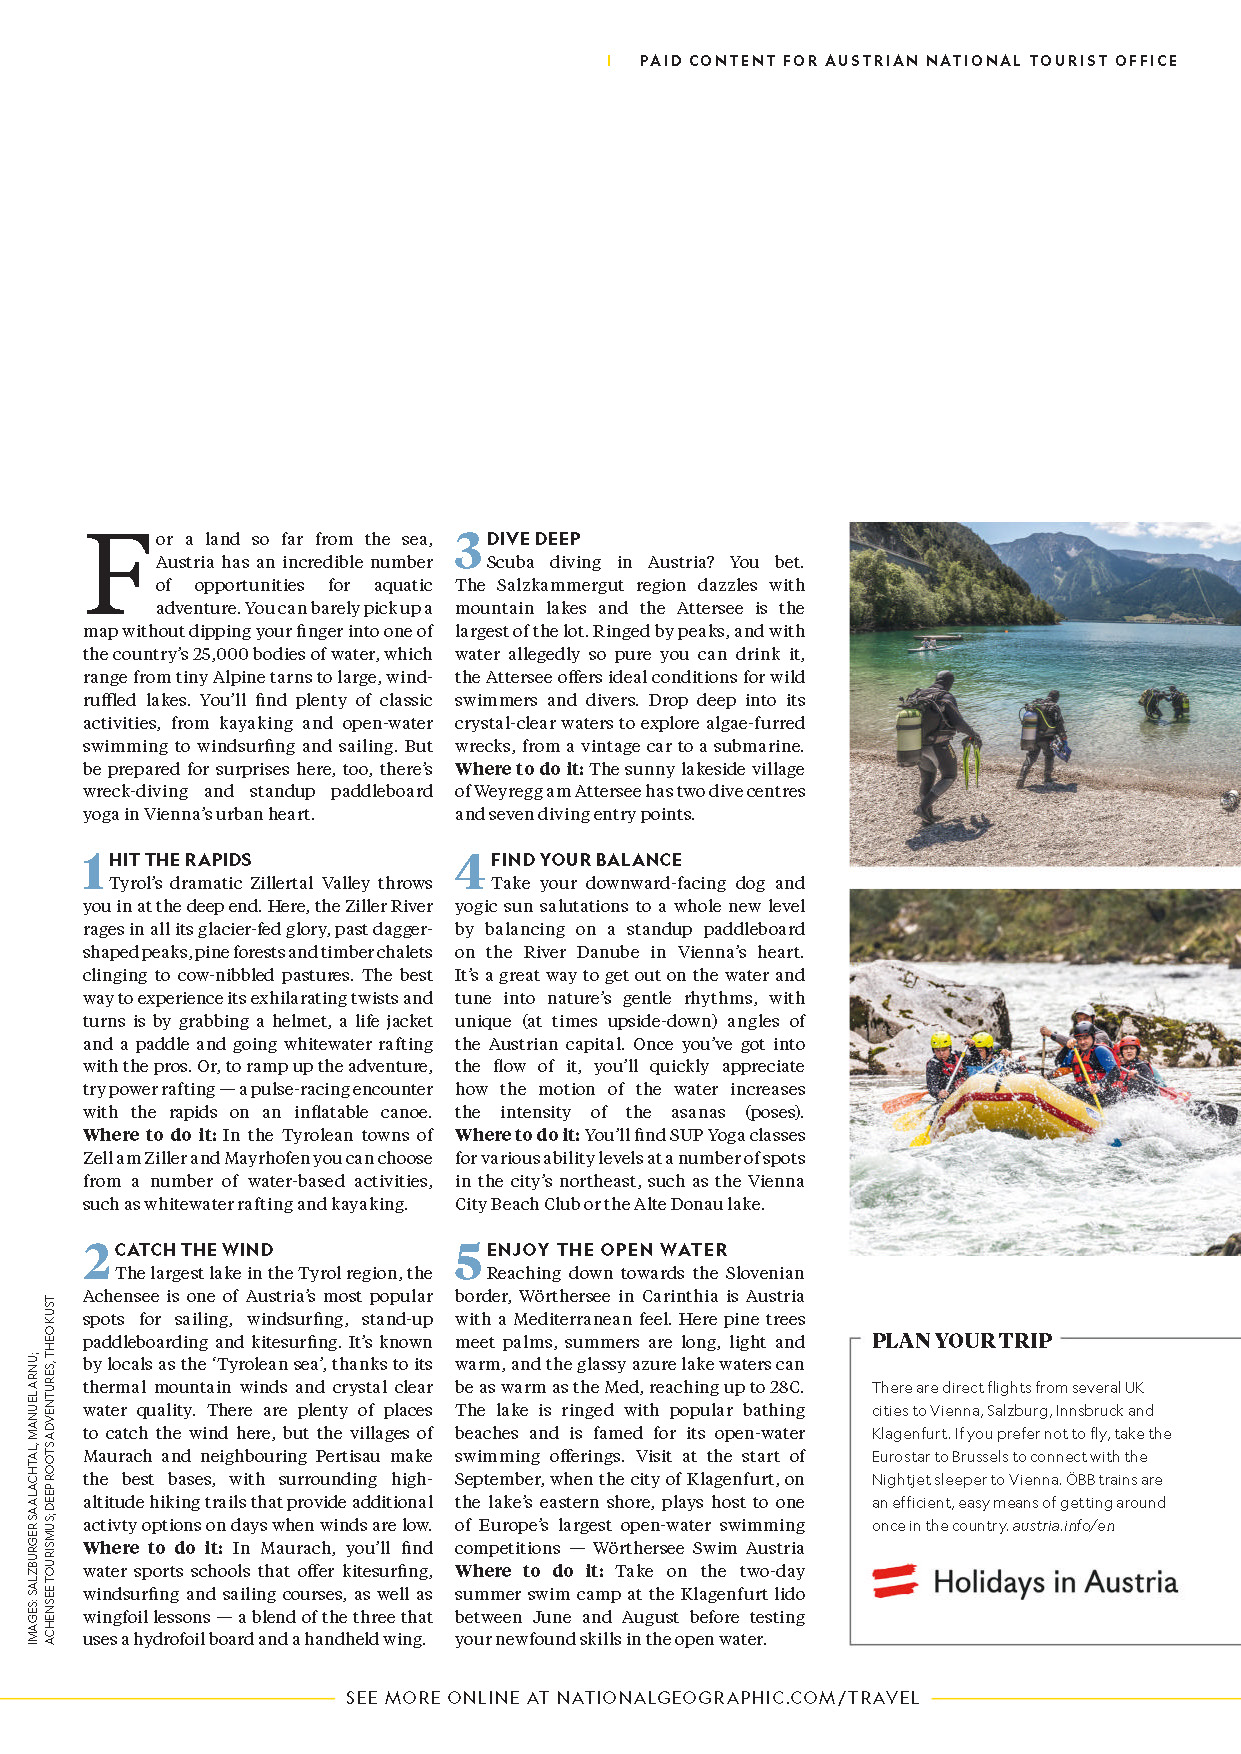 PAID CONTENT FOR AUSTRIAN NATIONAL TOURIST OFFICE
For a land so far from the sea,
Austria has an incredible number
of opportunities for aquatic
adventure. You can barely pick up a
map without dipping your finger into one of
the country's 25,000 bodies of water, which
range from tiny Alpine tarns to large, wind-
ruffled lakes. You'll find plenty of classic
activities, from kayaking and open-water
swimming to windsurfing and sailing. But
be prepared for surprises here, too, there's
wreck-diving and standup paddleboard
yoga in Vienna's urban heart.
1 HIT THE RAPIDS
Tyrol's dramatic Zillertal Valley throws
you in at the deep end. Here, the Ziller River
rages in all its glacier-fed glory, past dagger-
shaped peaks, pine forests and timber chalets
clinging to cow-nibbled pastures. The best
way to experience its exhilarating twists and
turns is by grabbing a helmet, a life jacket
and a paddle and going whitewater rafting
with the pros. Or, to ramp up the adventure,
try power rafting — a pulse-racing encounter
with the rapids on an inflatable canoe.
Where to do it: In the Tyrolean towns of
Zell am Ziller and Mayrhofen you can choose
from a number of water-based activities,
such as whitewater rafting and kayaking.
2 CATCH THE WIND
The largest lake in the Tyrol region, the
Achensee is one of Austria's most popular
spots for sailing, windsurfing, stand-up
paddleboarding and kitesurfing. It's known
by locals as the 'Tyrolean sea', thanks to its
thermal mountain winds and crystal clear
water quality. There are plenty of places
to catch the wind here, but the villages of
Maurach and neighbouring Pertisau make
the best bases, with surrounding high-
altitude hiking trails that provide additional
activty options on days when winds are low.
Where to do it: In Maurach, you'll find
water sports schools that offer kitesurfing,
windsurfing and sailing courses, as well as
wingfoil lessons — a blend of the three that
uses a hydrofoil board and a handheld wing.
3 DIVE DEEP
Scuba diving in Austria? You bet.
The Salzkammergut region dazzles with
mountain lakes and the Attersee is the
largest of the lot. Ringed by peaks, and with
water allegedly so pure you can drink it,
the Attersee offers ideal conditions for wild
swimmers and divers. Drop deep into its
crystal-clear waters to explore algae-furred
wrecks, from a vintage car to a submarine.
Where to do it: The sunny lakeside village
of Weyregg am Attersee has two dive centres
and seven diving entry points.
4 FIND YOUR BALANCE
Take your downward-facing dog and
yogic sun salutations to a whole new level
by balancing on a standup paddleboard
on the River Danube in Vienna's heart.
It's a great way to get out on the water and
tune into nature's gentle rhythms, with
unique (at times upside-down) angles of
the Austrian capital. Once you've got into
the flow of it, you'll quickly appreciate
how the motion of the water increases
the intensity of the asanas (poses).
Where to do it: You'll find SUP Yoga classes
for various ability levels at a number of spots
in the city's northeast, such as the Vienna
City Beach Club or the Alte Donau lake.
5 ENJOY THE OPEN WATER
Reaching down towards the Slovenian
border, Wörthersee in Carinthia is Austria
with a Mediterranean feel. Here pine trees
meet palms, summers are long, light and
warm, and the glassy azure lake waters can
be as warm as the Med, reaching up to 28C.
The lake is ringed with popular bathing
beaches and is famed for its open-water
swimming offerings. Visit at the start of
September, when the city of Klagenfurt, on
the lake's eastern shore, plays host to one
of Europe's largest open-water swimming
competitions — Wörthersee Swim Austria
Where to do it: Take on the two-day
summer swim camp at the Klagenfurt lido
between June and August before testing
your newfound skills in the open water.
PLAN YOUR TRIP
There are direct flights from several UK
cities to Vienna, Salzburg, Innsbruck and
Klagenfurt. If you prefer not to fly, take the
Eurostar to Brussels to connect with the
Nightjet sleeper to Vienna. ÖBB trains are
an efficient, easy means of getting around
once in the country. austria.info/en
Holidays in Austria
IMAGES: SALZBURGER SAALACHTAL, MANUEL ARNU;
ACHENSEE TOURISMUS; DEEP ROOTS ADVENTURES, THEO KUST
SEE MORE ONLINE AT NATIONALGEOGRAPHIC.COM/TRAVEL